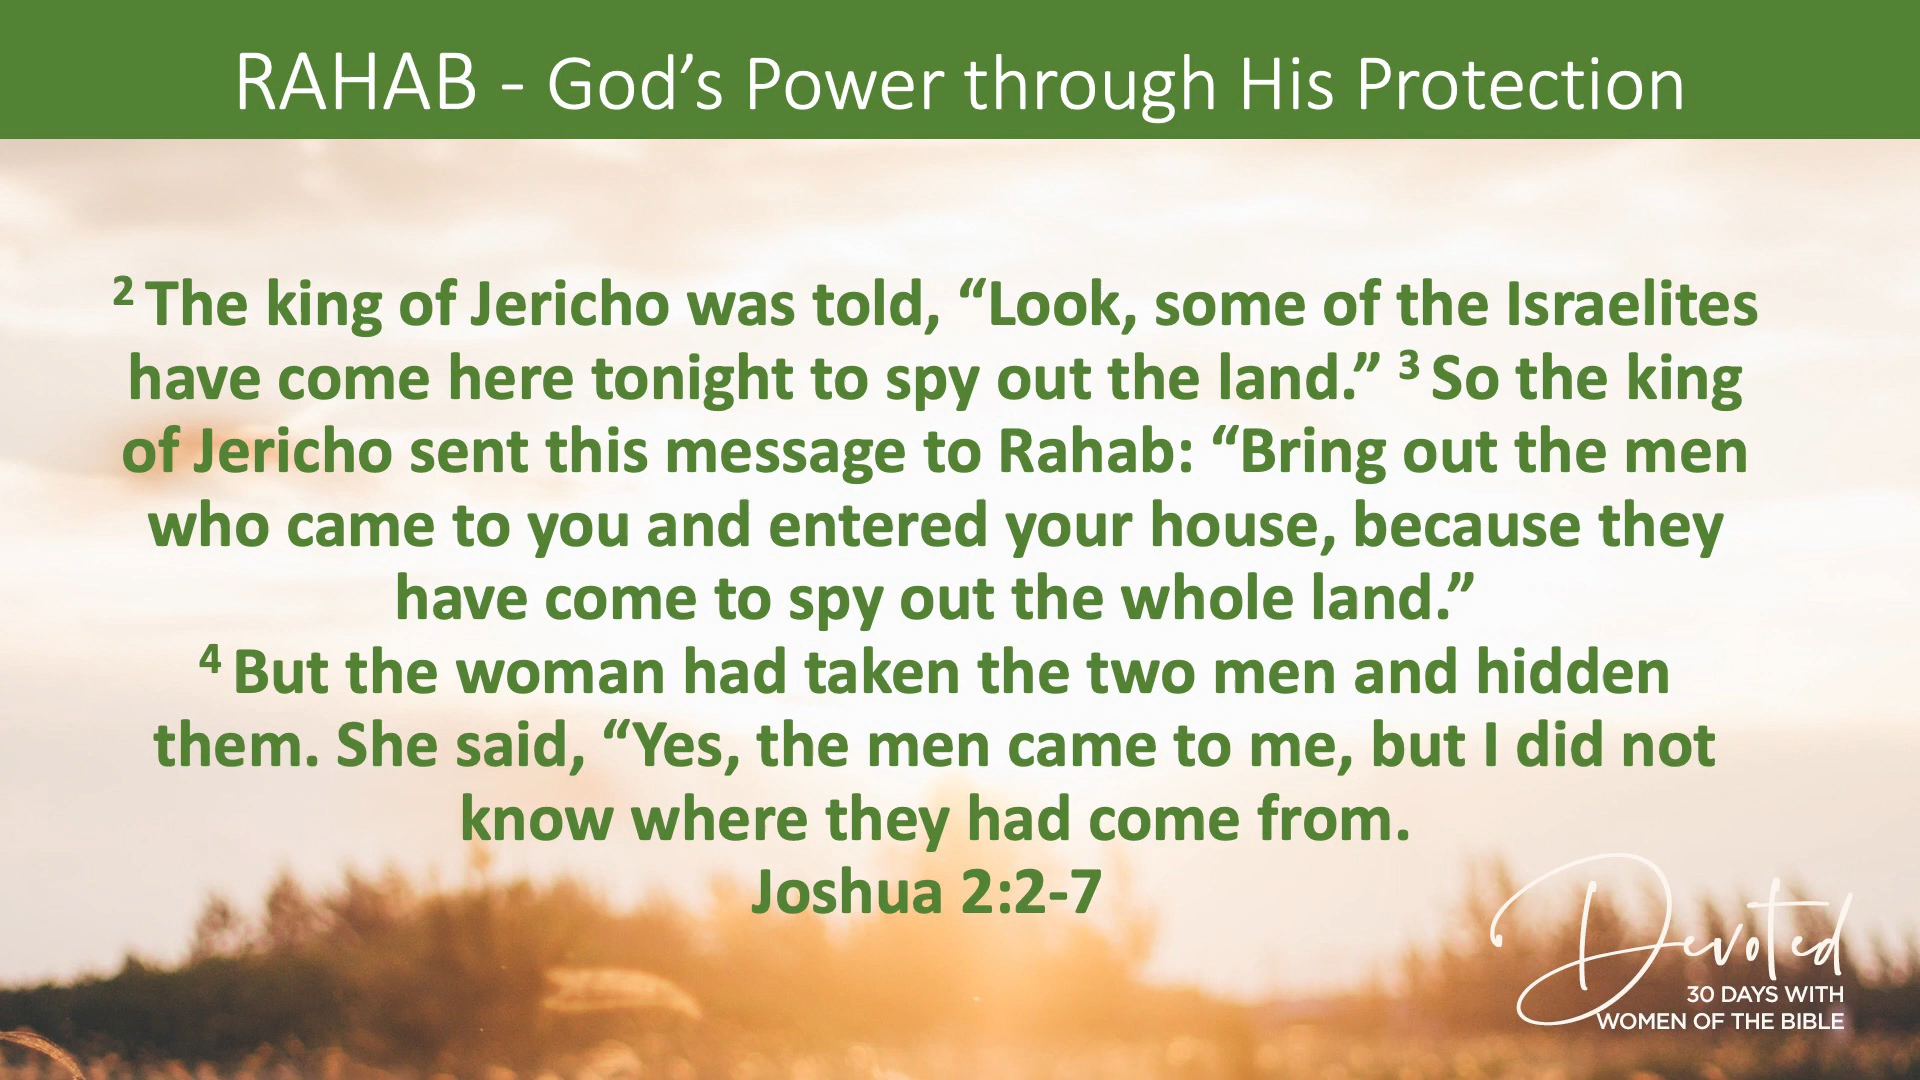 RAHAB - God’s Power through His Protection
² The king of Jericho was told, “Look, some of the Israelites
have come here tonight to spy out the land.” ³ So the king
of Jericho sent this message to Rahab: “Bring out the men
who came to you and entered your house, because they
have come to spy out the whole land.”
⁴ But the woman had taken the two men and hidden
them. She said, “Yes, the men came to me, but I did not
know where they had come from.
Joshua 2:2-7
Devoted
30 DAYS WITH
WOMEN OF THE BIBLE